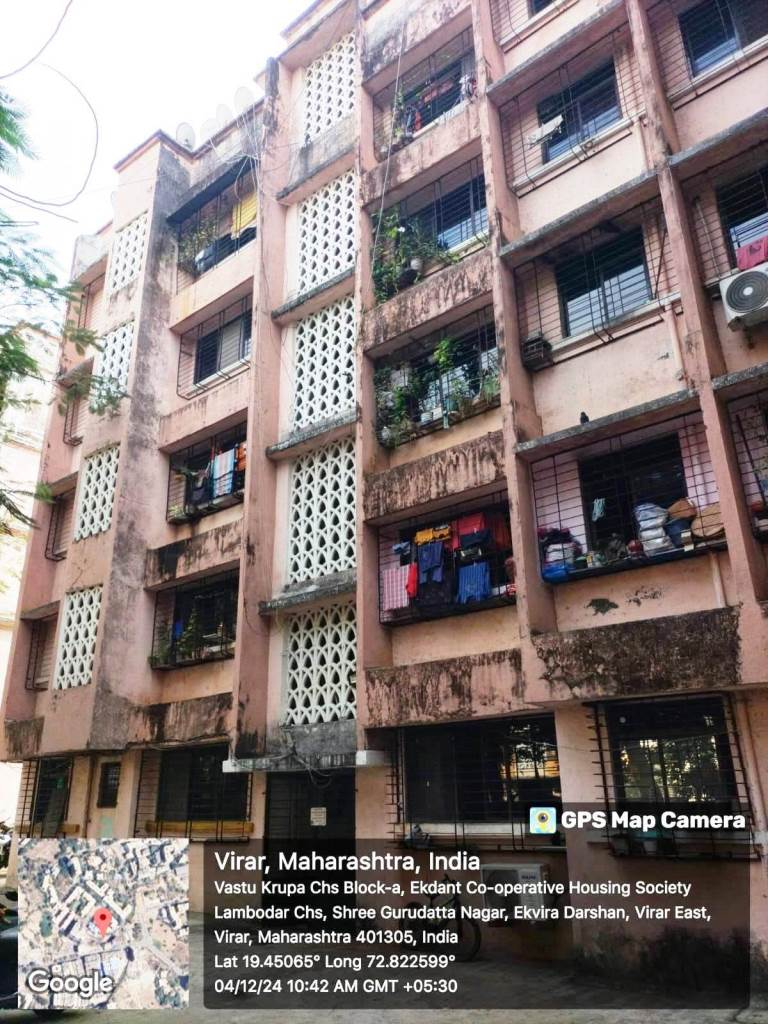 GPS Map Camera
Virar, Maharashtra, India
Vastu Krupa Chs Block-a, Ekdant Co-operative Housing Society
Lambodar Chs, Shree Gurudatta Nagar, Ekvira Darshan, Virar East,
Virar, Maharashtra 401305, India
Lat 19.45065° Long 72.822599°
04/12/24 10:42 AM GMT +05:30
Google